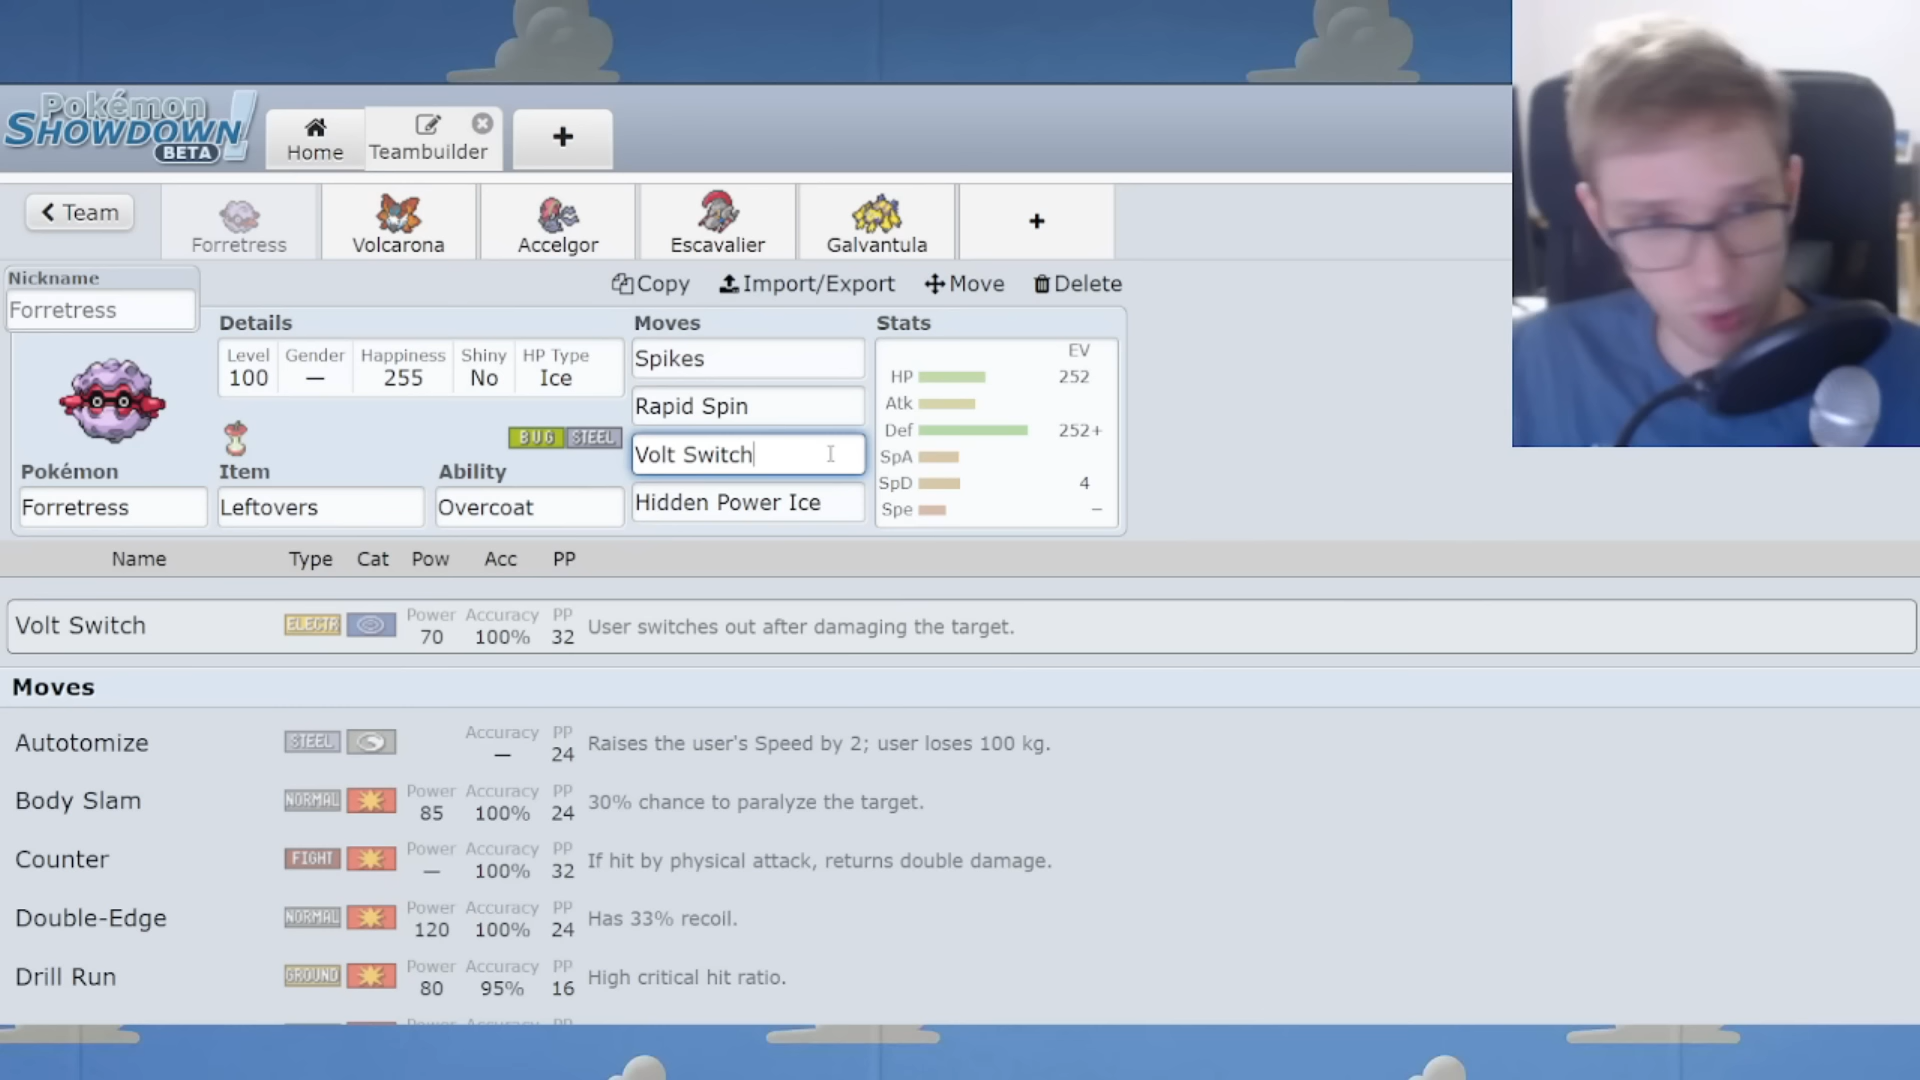 Pokémon
SHOWDOWN!
BETA
Home
Teambuilder
+
Team
Forretress
Volcarona
Accelgor
Escavalier
Galvantula
+
Nickname
Forretress
Copy
Import/Export
Move
Delete
Details
Moves
Stats
Level
Gender
Happiness
Shiny
HP Type
100
—
255
No
Ice
Spikes
Rapid Spin
Volt Switch
Hidden Power Ice
EV
HP 252
Atk
Def 252+
SpA
SpD 4
Spe –
BUG STEEL
Pokémon
Item
Ability
Forretress
Leftovers
Overcoat
Name Type Cat Pow Acc PP
Volt Switch ELECTR Power 70 Accuracy 100% PP 32 User switches out after damaging the target.
Moves
Autotomize STEEL Accuracy — PP 24 Raises the user's Speed by 2; user loses 100 kg.
Body Slam NORMAL Power 85 Accuracy 100% PP 24 30% chance to paralyze the target.
Counter FIGHT Power — Accuracy 100% PP 32 If hit by physical attack, returns double damage.
Double-Edge NORMAL Power 120 Accuracy 100% PP 24 Has 33% recoil.
Drill Run GROUND Power 80 Accuracy 95% PP 16 High critical hit ratio.